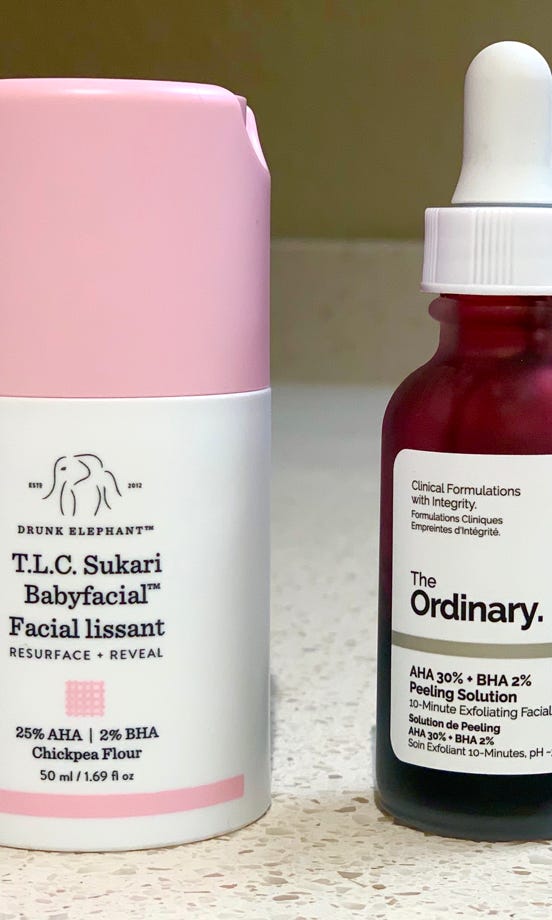 ESTD 2012
DRUNK ELEPHANT™
T.L.C. Sukari
Babyfacial™
Facial lissant
RESURFACE + REVEAL
25% AHA | 2% BHA
Chickpea Flour
50 ml / 1.69 fl oz
Clinical Formulations
with Integrity.
Formulations Cliniques
Empreintes d'Intégrité.
The
Ordinary.
AHA 30% + BHA 2%
Peeling Solution
10-Minute Exfoliating Facial
Solution de Peeling
AHA 30% + BHA 2%
Soin Exfoliant 10-Minutes, pH